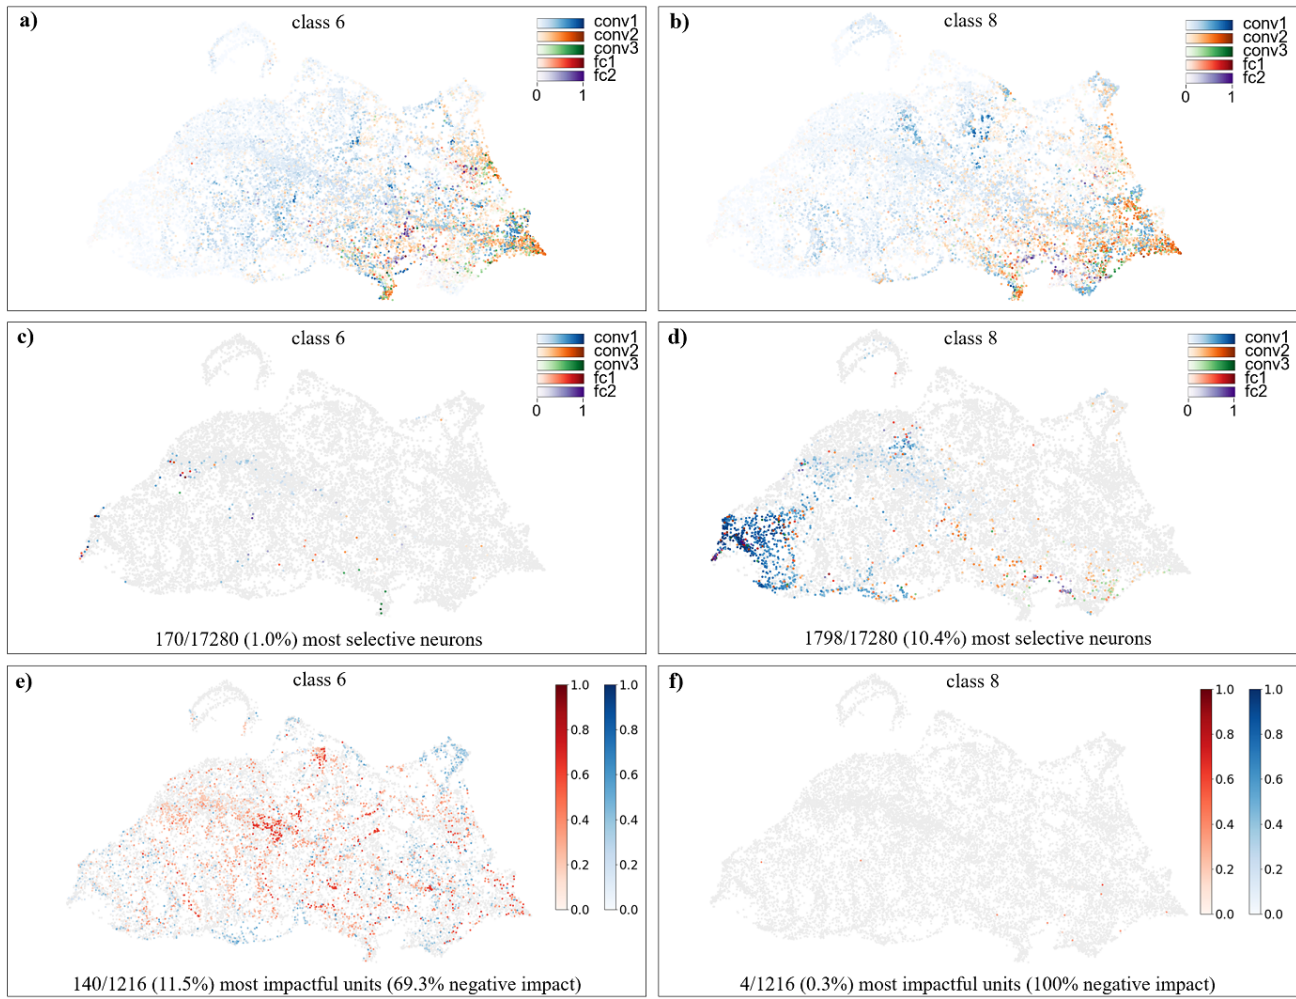 a)
class 6
conv1
conv2
conv3
fc1
fc2
0 1
b)
class 8
conv1
conv2
conv3
fc1
fc2
0 1
c)
class 6
conv1
conv2
conv3
fc1
fc2
0 1
170/17280 (1.0%) most selective neurons
d)
class 8
conv1
conv2
conv3
fc1
fc2
0 1
1798/17280 (10.4%) most selective neurons
e)
class 6
1.0 1.0
0.8 0.8
0.6 0.6
0.4 0.4
0.2 0.2
0.0 0.0
140/1216 (11.5%) most impactful units (69.3% negative impact)
f)
class 8
1.0 1.0
0.8 0.8
0.6 0.6
0.4 0.4
0.2 0.2
0.0 0.0
4/1216 (0.3%) most impactful units (100% negative impact)